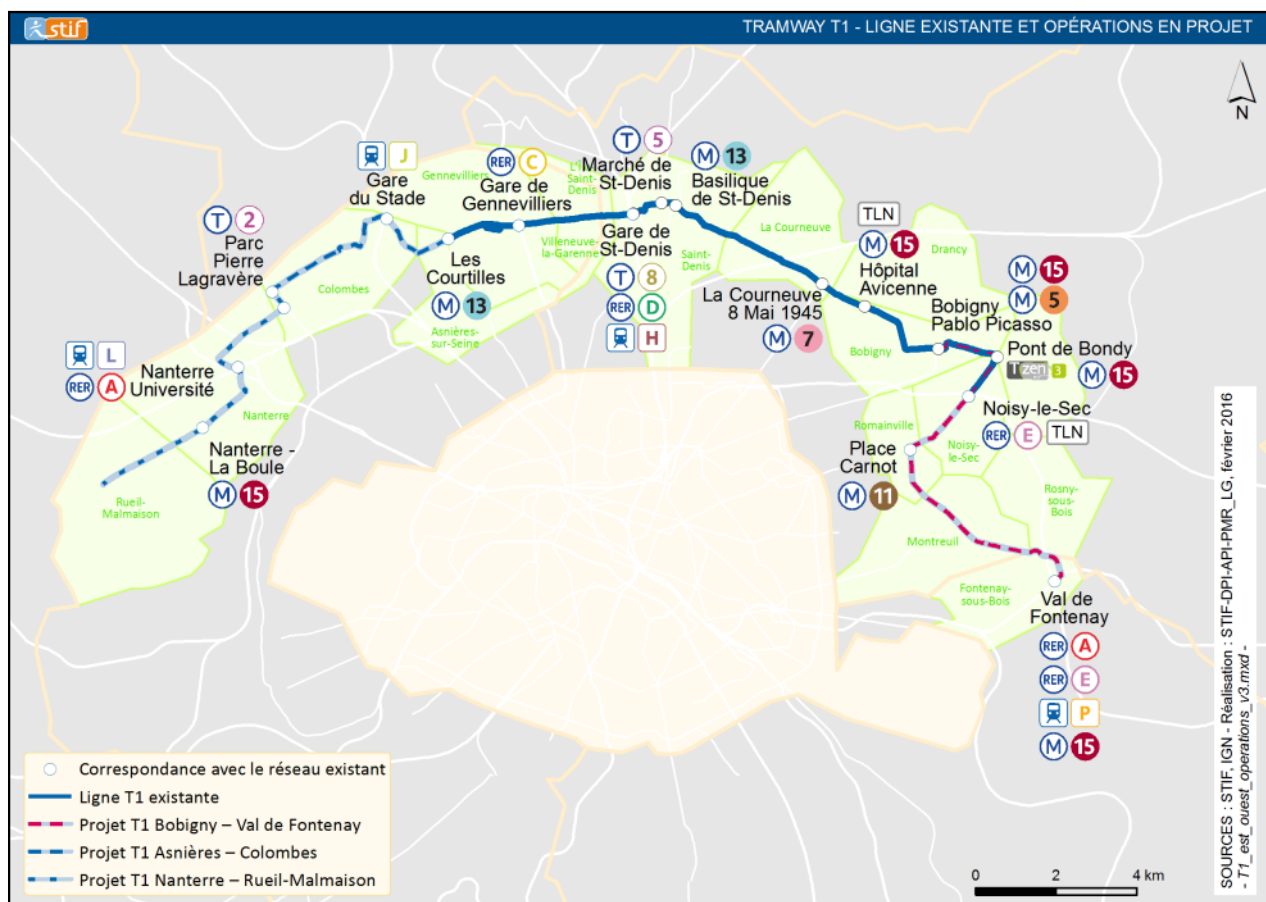 stif
TRAMWAY T1 - LIGNE EXISTANTE ET OPÉRATIONS EN PROJET
N
J
Gare
du Stade
Gennevilliers
RER C
Gare de
Gennevilliers
L'
Saint-
Denis
T 5
Marché de
St-Denis
M 13
Basilique
de St-Denis
T 2
Parc
Pierre
Lagravère
Colombes
Les
Courtilles
M 13
Asnières-
sur-Seine
Villeneuve-
la-Garenne
Gare de
St-Denis
T 8
RER D
H
Saint-
Denis
La Courneuve
TLN
M 15
Hôpital
Avicenne
Drancy
La Courneuve
8 Mai 1945
M 7
M 15
M 5
Bobigny
Pablo Picasso
Bobigny
Pont de Bondy
T zen 3
M 15
L
RER A
Nanterre
Université
Nanterre
Nanterre -
La Boule
M 15
Rueil-
Malmaison
Noisy-le-Sec
RER E TLN
Romainville
Noisy-
le-Sec
Place
Carnot
M 11
Rosny-
sous-
Bois
Montreuil
Fontenay-
sous-Bois
Val de
Fontenay
RER A
RER E
P
M 15
Correspondance avec le réseau existant
Ligne T1 existante
Projet T1 Bobigny – Val de Fontenay
Projet T1 Asnières – Colombes
Projet T1 Nanterre – Rueil-Malmaison
0 2 4 km
SOURCES : STIF, IGN - Réalisation : STIF-DPI-API-PMR_LG, février 2016
- T1_est_ouest_operations_v3.mxd -